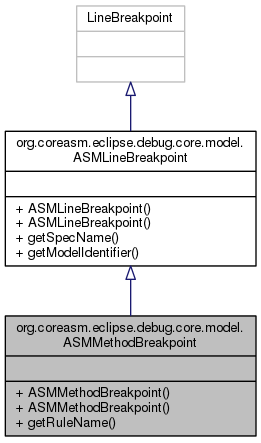 LineBreakpoint
org.coreasm.eclipse.debug.core.model.
ASMLineBreakpoint
+ ASMLineBreakpoint()
+ ASMLineBreakpoint()
+ getSpecName()
+ getModelIdentifier()
org.coreasm.eclipse.debug.core.model.
ASMMethodBreakpoint
+ ASMMethodBreakpoint()
+ ASMMethodBreakpoint()
+ getRuleName()